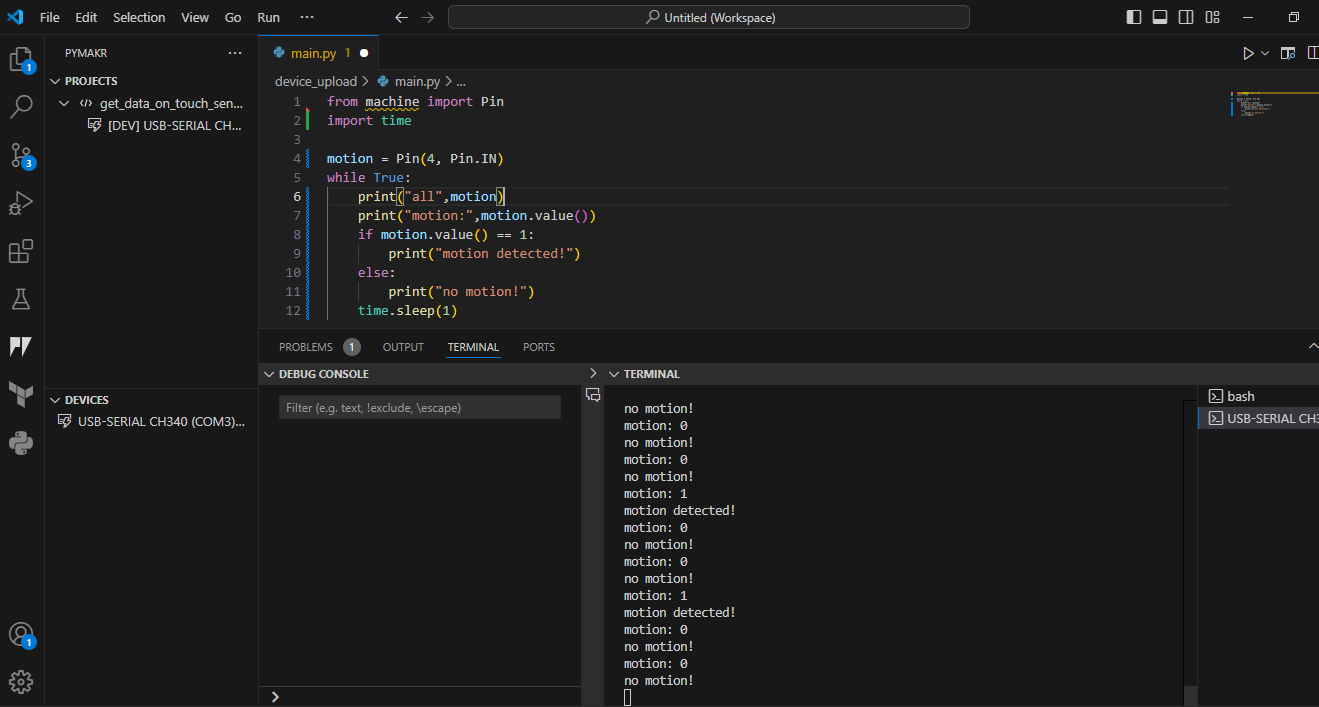 File Edit Selection View Go Run ··· Untitled (Workspace)
PYMAKR ···
PROJECTS
get_data_on_touch_sen...
[DEV] USB-SERIAL CH...
DEVICES
USB-SERIAL CH340 (COM3)...
1
3
1
main.py 1
device_upload > main.py > ...
1 from machine import Pin
2 import time
3
4 motion = Pin(4, Pin.IN)
5 while True:
6 print("all",motion)
7 print("motion:",motion.value())
8 if motion.value() == 1:
9 print("motion detected!")
10 else:
11 print("no motion!")
12 time.sleep(1)
PROBLEMS 1 OUTPUT TERMINAL PORTS
DEBUG CONSOLE
Filter (e.g. text, !exclude, \escape)
TERMINAL
no motion!
motion: 0
no motion!
motion: 0
no motion!
motion: 1
motion detected!
motion: 0
no motion!
motion: 0
no motion!
motion: 1
motion detected!
motion: 0
no motion!
motion: 0
no motion!
bash
USB-SERIAL CH3